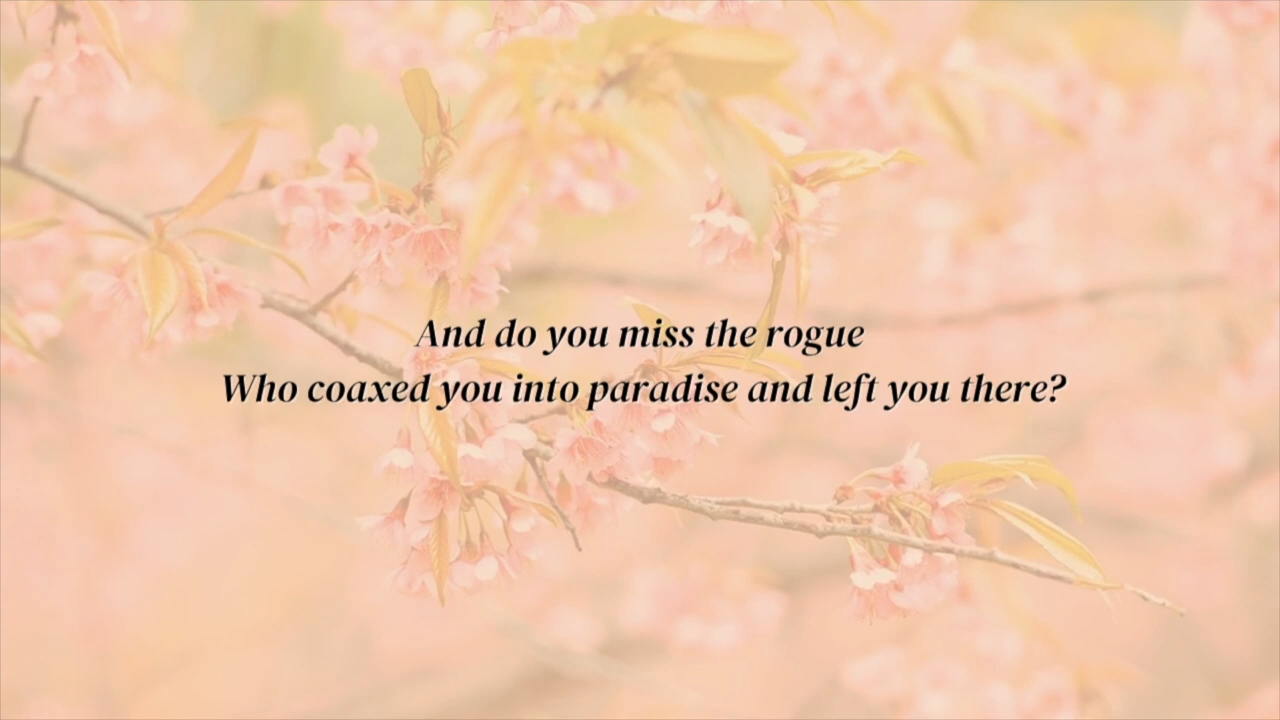 And do you miss the rogue
Who coaxed you into paradise and left you there?